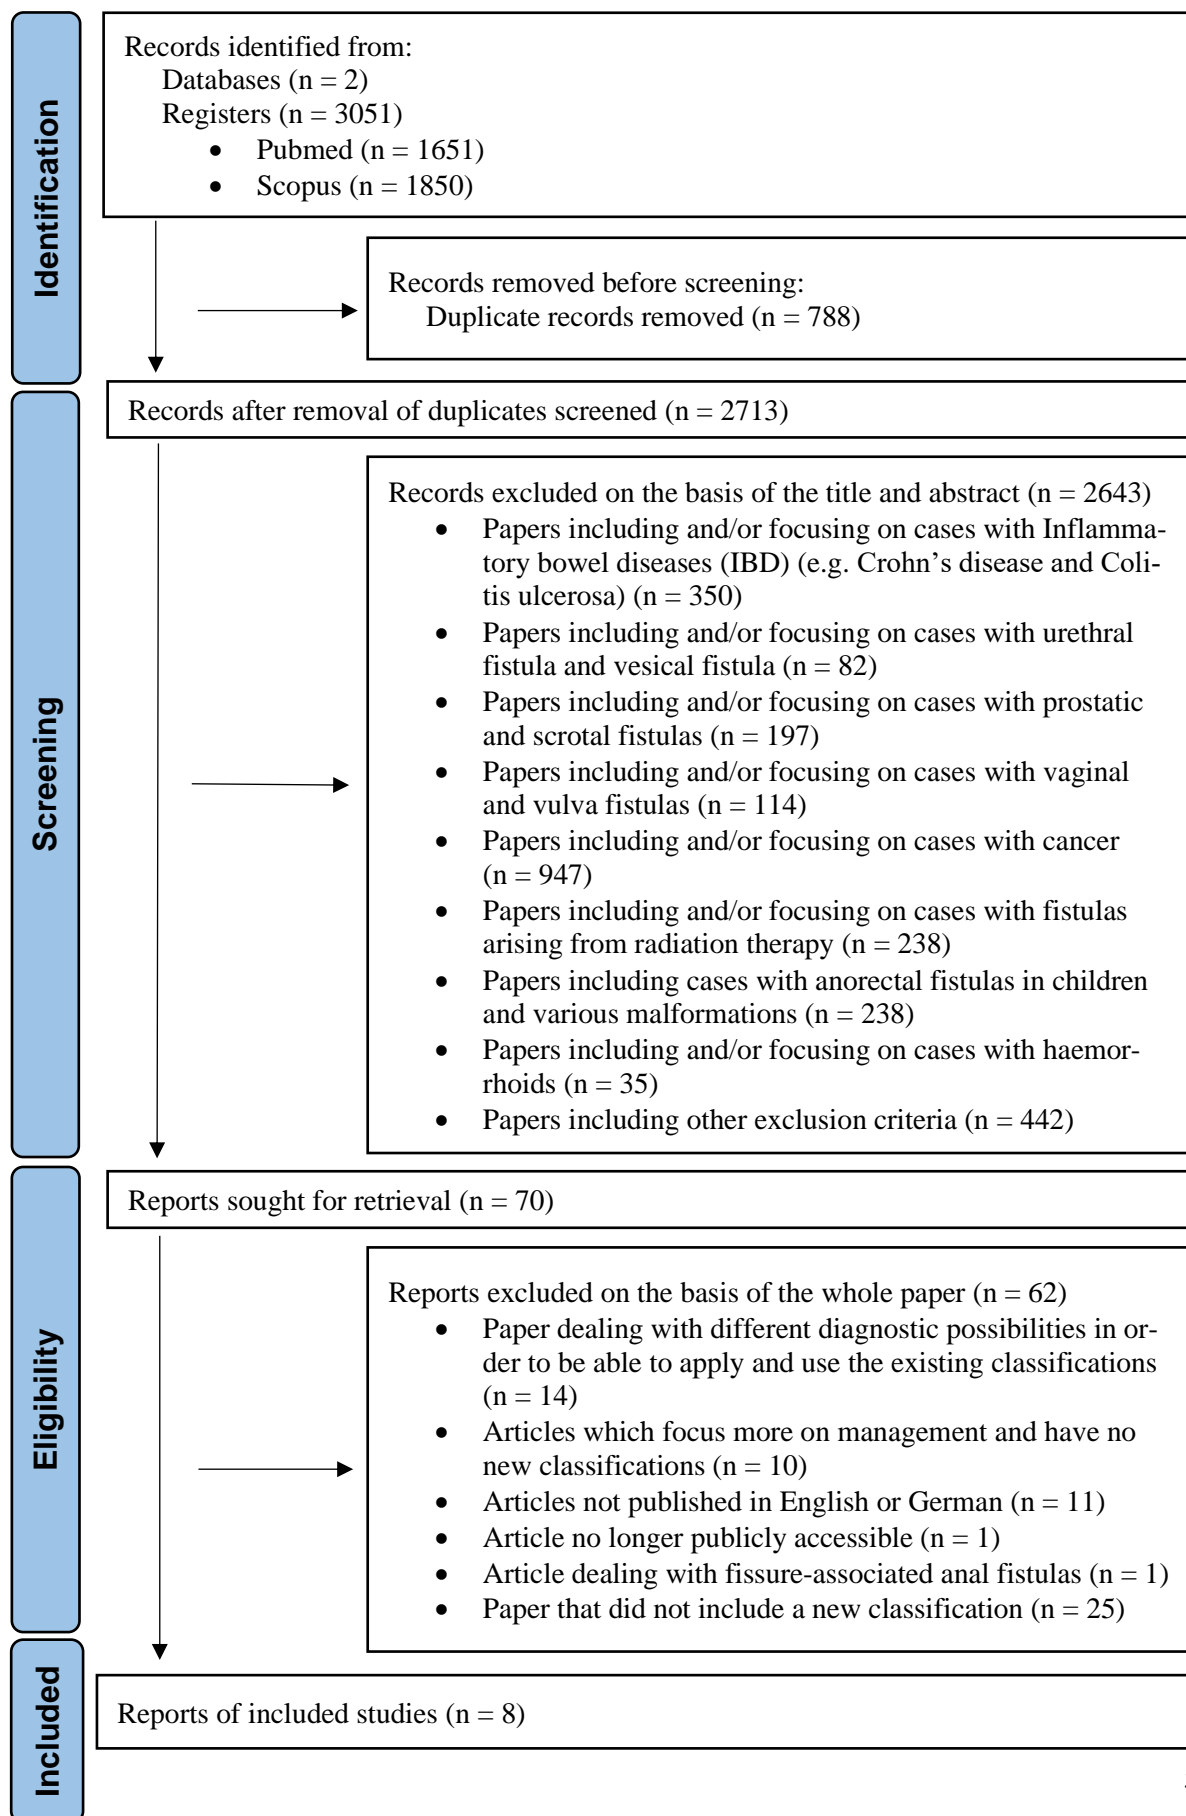 Identification
Records identified from:
Databases (n = 2)
Registers (n = 3051)
• Pubmed (n = 1651)
• Scopus (n = 1850)
Records removed before screening:
Duplicate records removed (n = 788)
Screening
Records after removal of duplicates screened (n = 2713)
Records excluded on the basis of the title and abstract (n = 2643)
• Papers including and/or focusing on cases with Inflamma-
tory bowel diseases (IBD) (e.g. Crohn’s disease and Coli-
tis ulcerosa) (n = 350)
• Papers including and/or focusing on cases with urethral
fistula and vesical fistula (n = 82)
• Papers including and/or focusing on cases with prostatic
and scrotal fistulas (n = 197)
• Papers including and/or focusing on cases with vaginal
and vulva fistulas (n = 114)
• Papers including and/or focusing on cases with cancer
(n = 947)
• Papers including and/or focusing on cases with fistulas
arising from radiation therapy (n = 238)
• Papers including cases with anorectal fistulas in children
and various malformations (n = 238)
• Papers including and/or focusing on cases with haemor-
rhoids (n = 35)
• Papers including other exclusion criteria (n = 442)
Eligibility
Reports sought for retrieval (n = 70)
Reports excluded on the basis of the whole paper (n = 62)
• Paper dealing with different diagnostic possibilities in or-
der to be able to apply and use the existing classifications
(n = 14)
• Articles which focus more on management and have no
new classifications (n = 10)
• Articles not published in English or German (n = 11)
• Article no longer publicly accessible (n = 1)
• Article dealing with fissure-associated anal fistulas (n = 1)
• Paper that did not include a new classification (n = 25)
Included
Reports of included studies (n = 8)